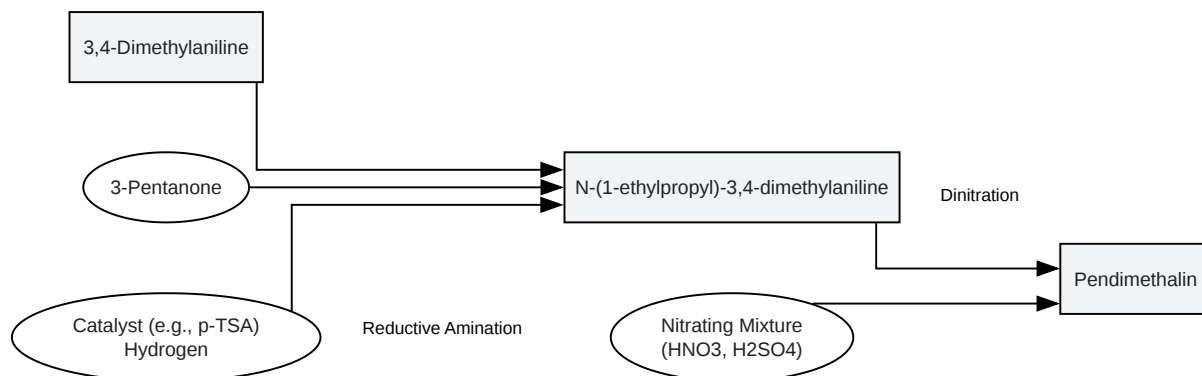 3,4-Dimethylaniline
3-Pentanone
N-(1-ethylpropyl)-3,4-dimethylaniline
Dinitration
Pendimethalin
Catalyst (e.g., p-TSA)
Hydrogen
Reductive Amination
Nitrating Mixture
(HNO3, H2SO4)